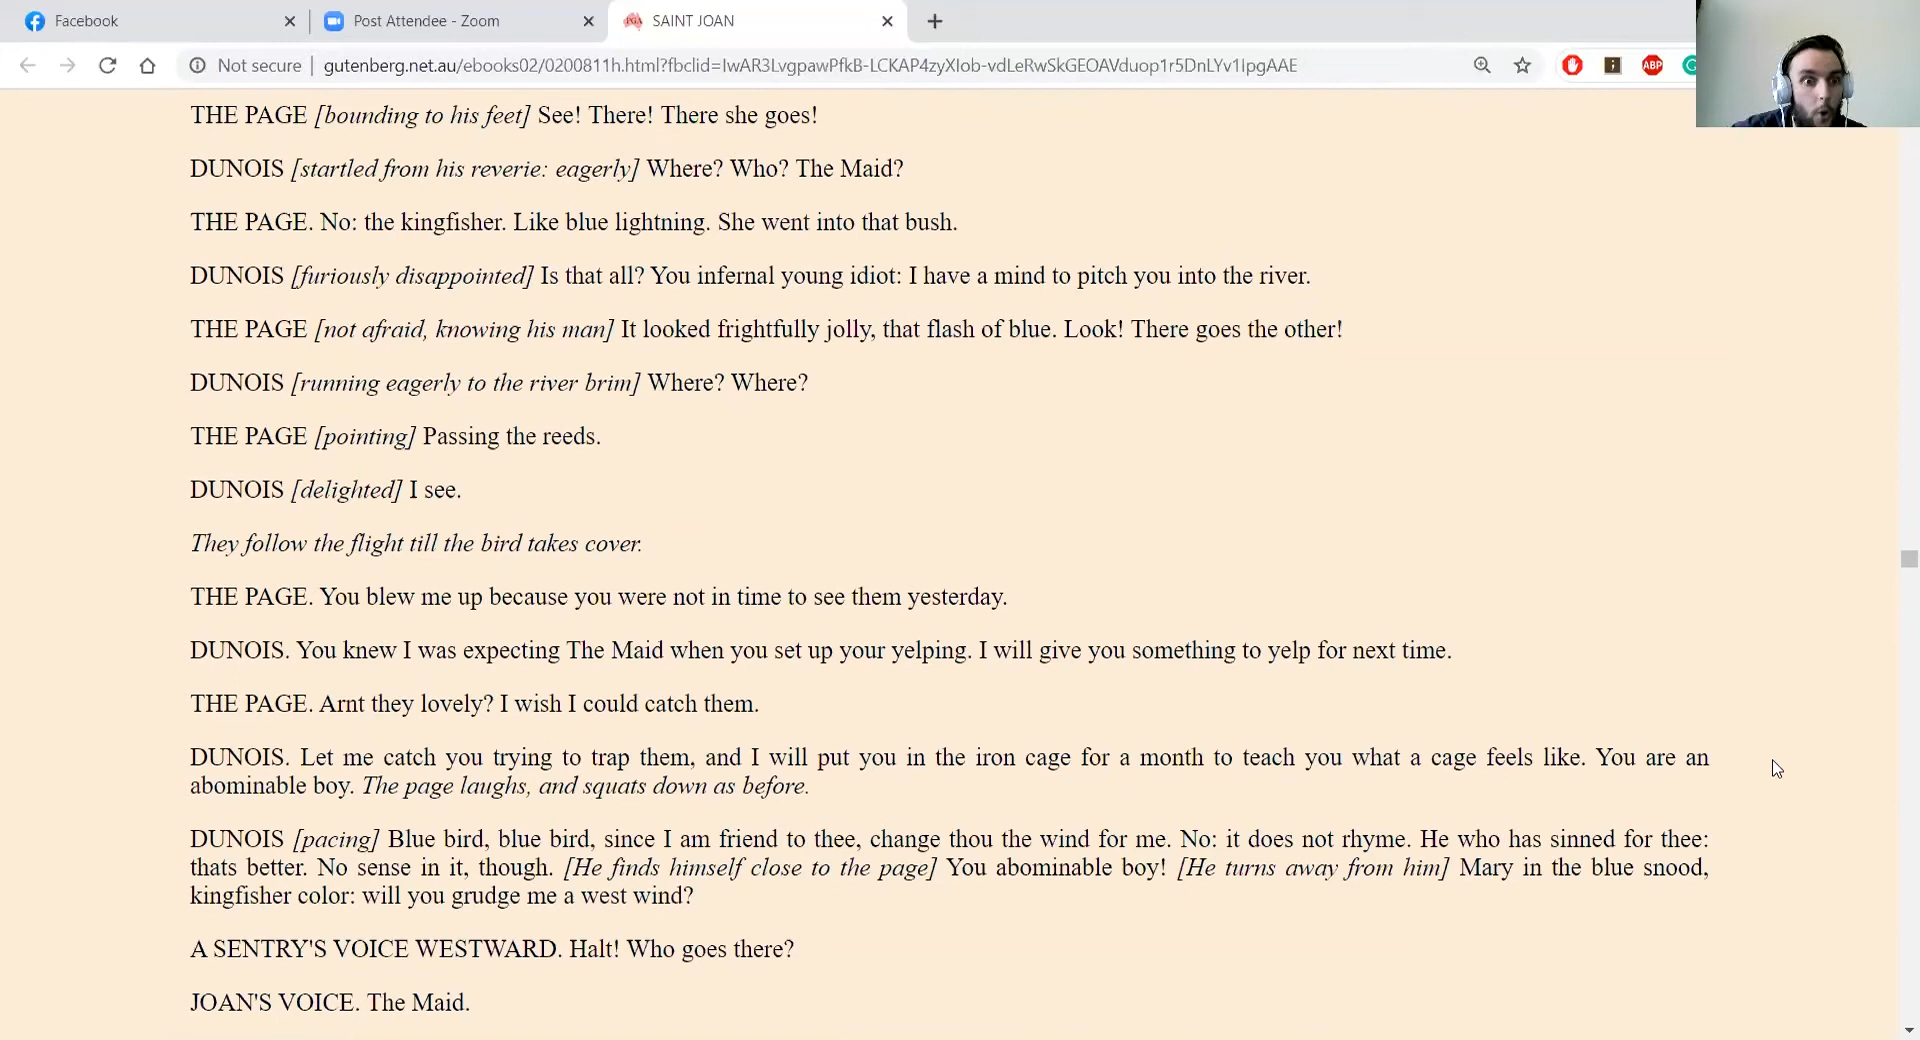 Facebook
Post Attendee - Zoom
SAINT JOAN
Not secure
gutenberg.net.au/ebooks02/0200811h.html?fbclid=IwAR3LvgpawPfkB-LCKAP4zyXIob-vdLeRwSkGEOAVduop1r5DnLYv1IpgAAE
ABP
THE PAGE [bounding to his feet] See! There! There she goes!
DUNOIS [startled from his reverie: eagerly] Where? Who? The Maid?
THE PAGE. No: the kingfisher. Like blue lightning. She went into that bush.
DUNOIS [furiously disappointed] Is that all? You infernal young idiot: I have a mind to pitch you into the river.
THE PAGE [not afraid, knowing his man] It looked frightfully jolly, that flash of blue. Look! There goes the other!
DUNOIS [running eagerly to the river brim] Where? Where?
THE PAGE [pointing] Passing the reeds.
DUNOIS [delighted] I see.
They follow the flight till the bird takes cover.
THE PAGE. You blew me up because you were not in time to see them yesterday.
DUNOIS. You knew I was expecting The Maid when you set up your yelping. I will give you something to yelp for next time.
THE PAGE. Arnt they lovely? I wish I could catch them.
DUNOIS. Let me catch you trying to trap them, and I will put you in the iron cage for a month to teach you what a cage feels like. You are an
abominable boy. The page laughs, and squats down as before.
DUNOIS [pacing] Blue bird, blue bird, since I am friend to thee, change thou the wind for me. No: it does not rhyme. He who has sinned for thee:
thats better. No sense in it, though. [He finds himself close to the page] You abominable boy! [He turns away from him] Mary in the blue snood,
kingfisher color: will you grudge me a west wind?
A SENTRY'S VOICE WESTWARD. Halt! Who goes there?
JOAN'S VOICE. The Maid.